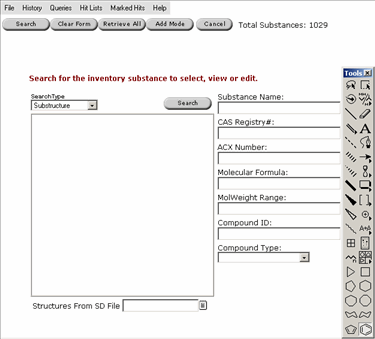 File History Queries Hit Lists Marked Hits Help
Search Clear Form Retrieve All Add Mode Cancel Total Substances: 1029
Search for the inventory substance to select, view or edit.
SearchType
Substructure
Search
Substance Name:
CAS Registry#:
ACX Number:
Molecular Formula:
MolWeight Range:
Compound ID:
Compound Type:
Structures From SD File
Tools